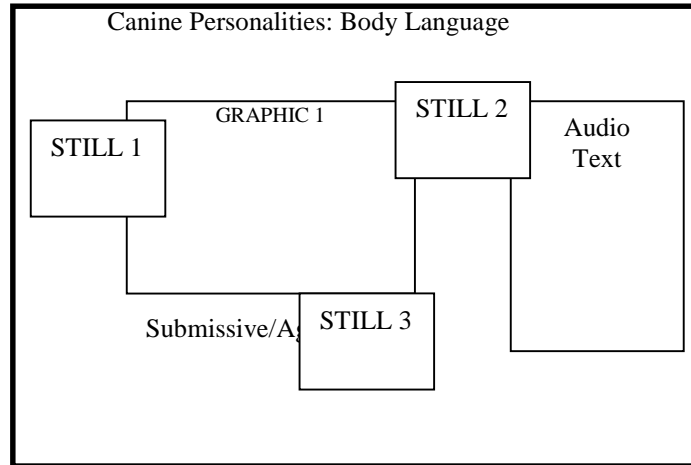 Canine Personalities: Body Language
GRAPHIC 1
STILL 2
STILL 1
Audio
Text
Submissive/Ag
STILL 3